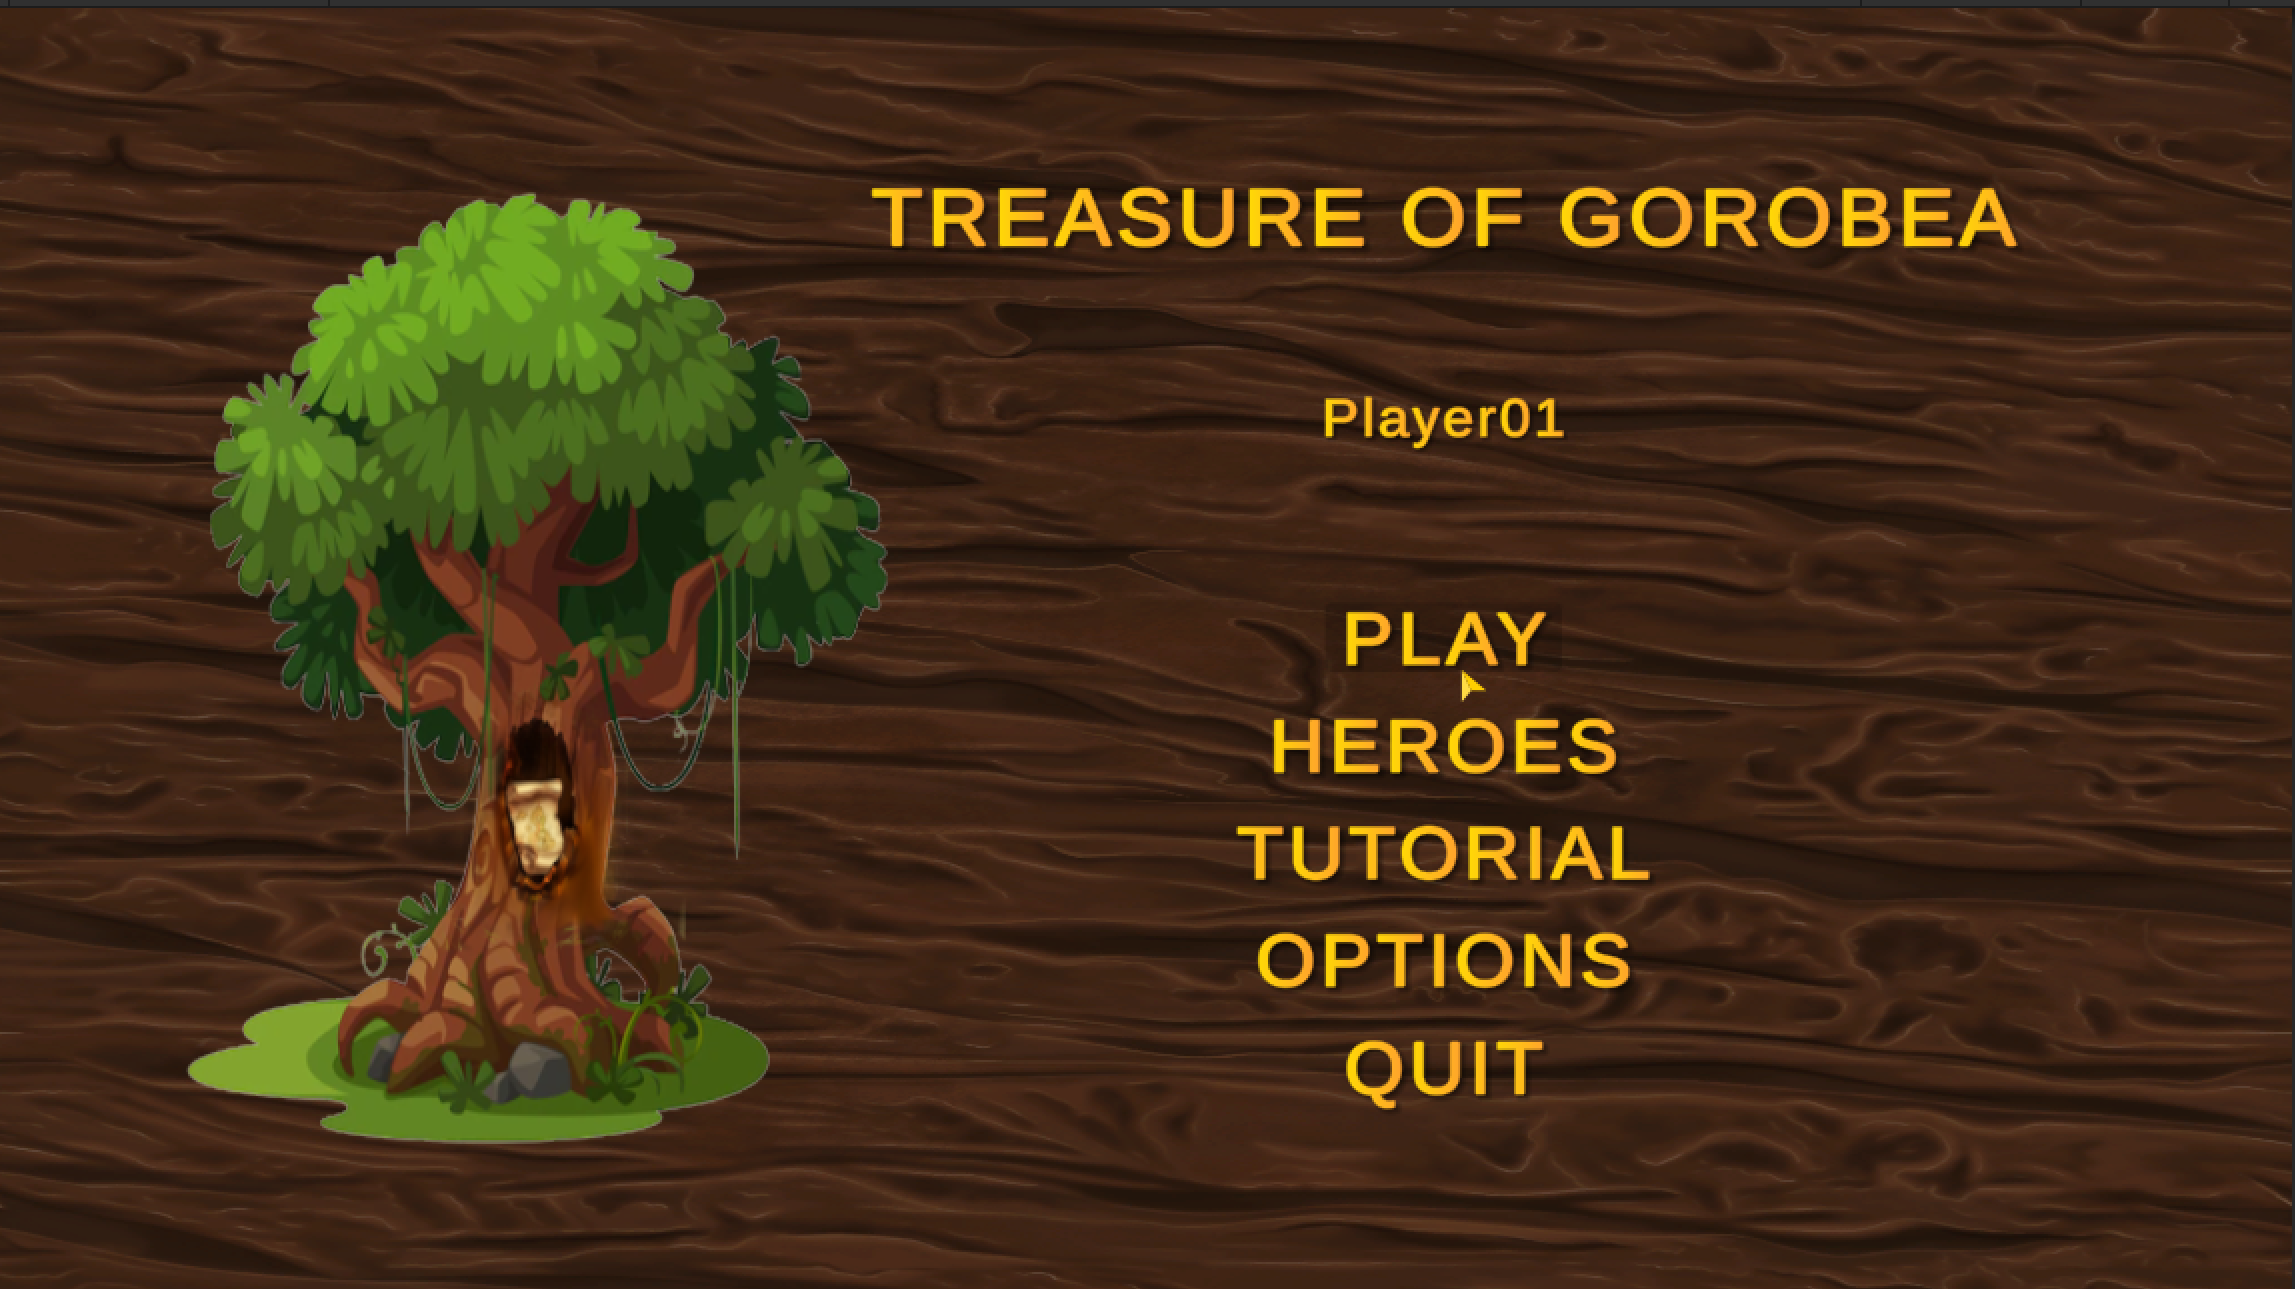 TREASURE OF GOROBEA
Player01
PLAY
HEROES
TUTORIAL
OPTIONS
QUIT